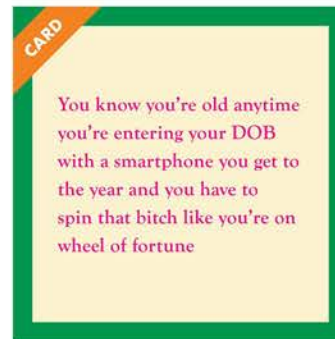 CARD
You know you're old anytime
you're entering your DOB
with a smartphone you get to
the year and you have to
spin that bitch like you're on
wheel of fortune